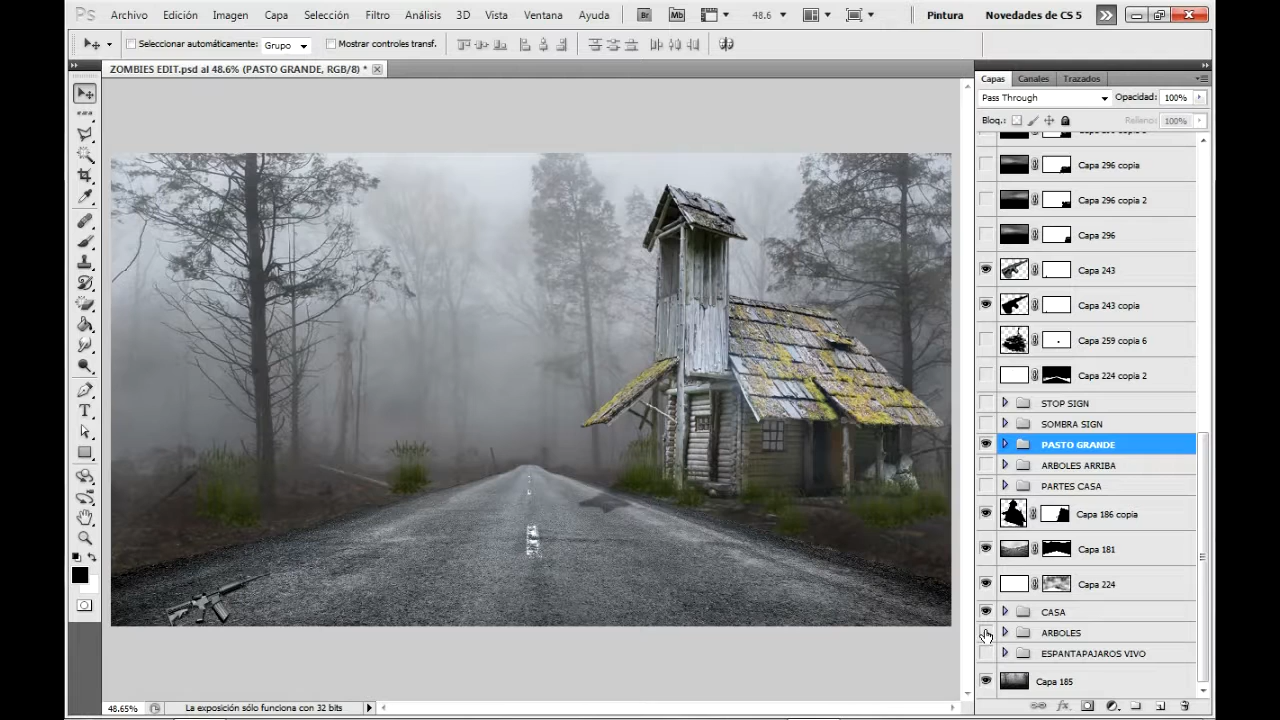 Ps Archivo Edición Imagen Capa Selección Filtro Análisis 3D Vista Ventana Ayuda Br Mb 48.6 Pintura Novedades de CS 5
Seleccionar automáticamente: Grupo Mostrar controles transf.
ZOMBIES EDIT.psd al 48.6% (PASTO GRANDE, RGB/8) *
Capas Canales Trazados
Pass Through Opacidad: 100%
Bloq.: Relleno: 100%
Capa 296 copia
Capa 296 copia 2
Capa 296
Capa 243
Capa 243 copia
Capa 259 copia 6
Capa 224 copia 2
STOP SIGN
SOMBRA SIGN
PASTO GRANDE
ARBOLES ARRIBA
PARTES CASA
Capa 186 copia
Capa 181
Capa 224
CASA
ARBOLES
ESPANTAPAJAROS VIVO
Capa 185
48.65% La exposición sólo funciona con 32 bits